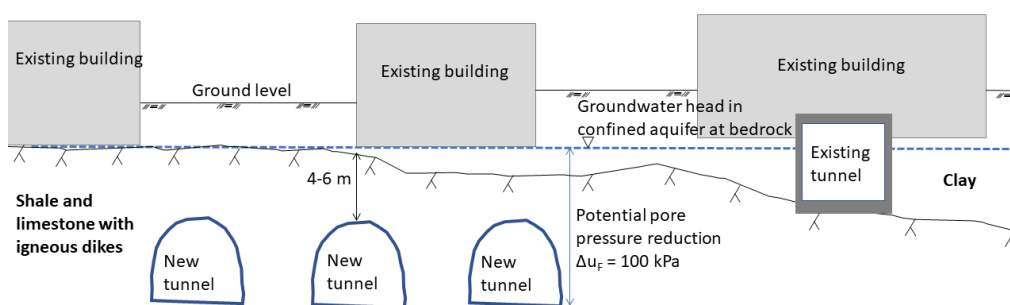 Existing building
Existing building
Existing building
Ground level
Groundwater head in
confined aquifer at bedrock
Existing
tunnel
Clay
4-6 m
Shale and
limestone with
igneous dikes
Potential pore
pressure reduction
Δu_F = 100 kPa
New
tunnel
New
tunnel
New
tunnel